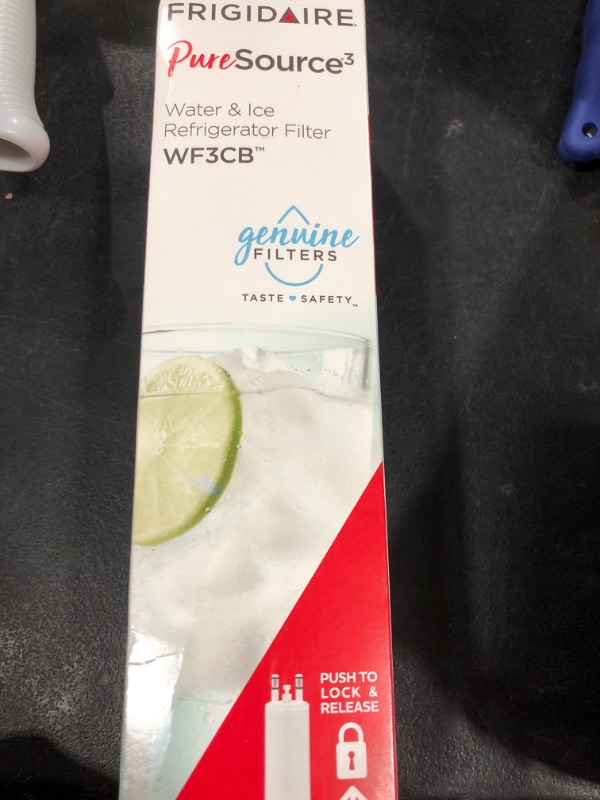 FRIGIDAIRE
PureSource3
Water & Ice
Refrigerator Filter
WF3CB™
genuine
FILTERS
TASTE ♥ SAFETY™
PUSH TO
LOCK &
RELEASE